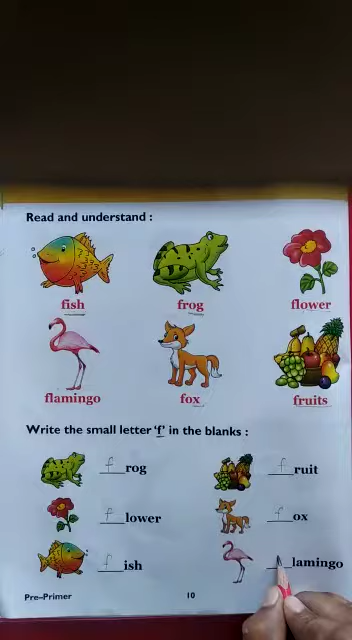 Read and understand :
fish frog flower
flamingo fox fruits
Write the small letter 'f' in the blanks :
f rog f ruit
f lower f ox
f ish __lamingo
Pre-Primer 10